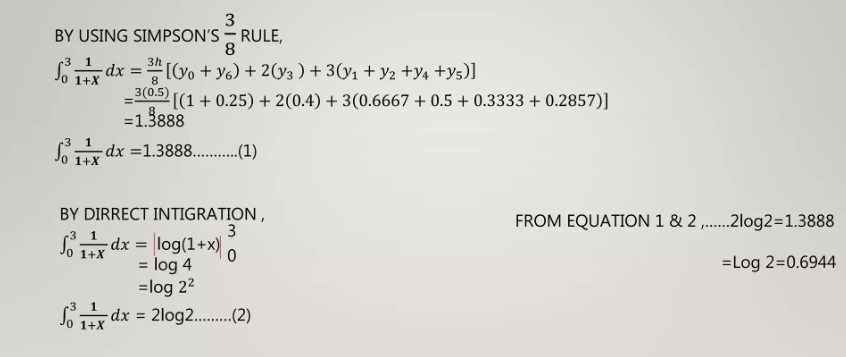 BY USING SIMPSON'S 3/8 RULE,
∫₀³ 1/(1+X) dx = 3h/8 [(y₀ + y₆) + 2(y₃ ) + 3(y₁ + y₂ +y₄ +y₅)]
=3(0.5)/8 [(1 + 0.25) + 2(0.4) + 3(0.6667 + 0.5 + 0.3333 + 0.2857)]
=1.3888
∫₀³ 1/(1+X) dx =1.3888...........(1)
BY DIRRECT INTIGRATION ,
∫₀³ 1/(1+X) dx = |log(1+x)| 3 0
= log 4
=log 2²
∫₀³ 1/(1+X) dx = 2log2.........(2)
FROM EQUATION 1 & 2 ,......2log2=1.3888
=Log 2=0.6944